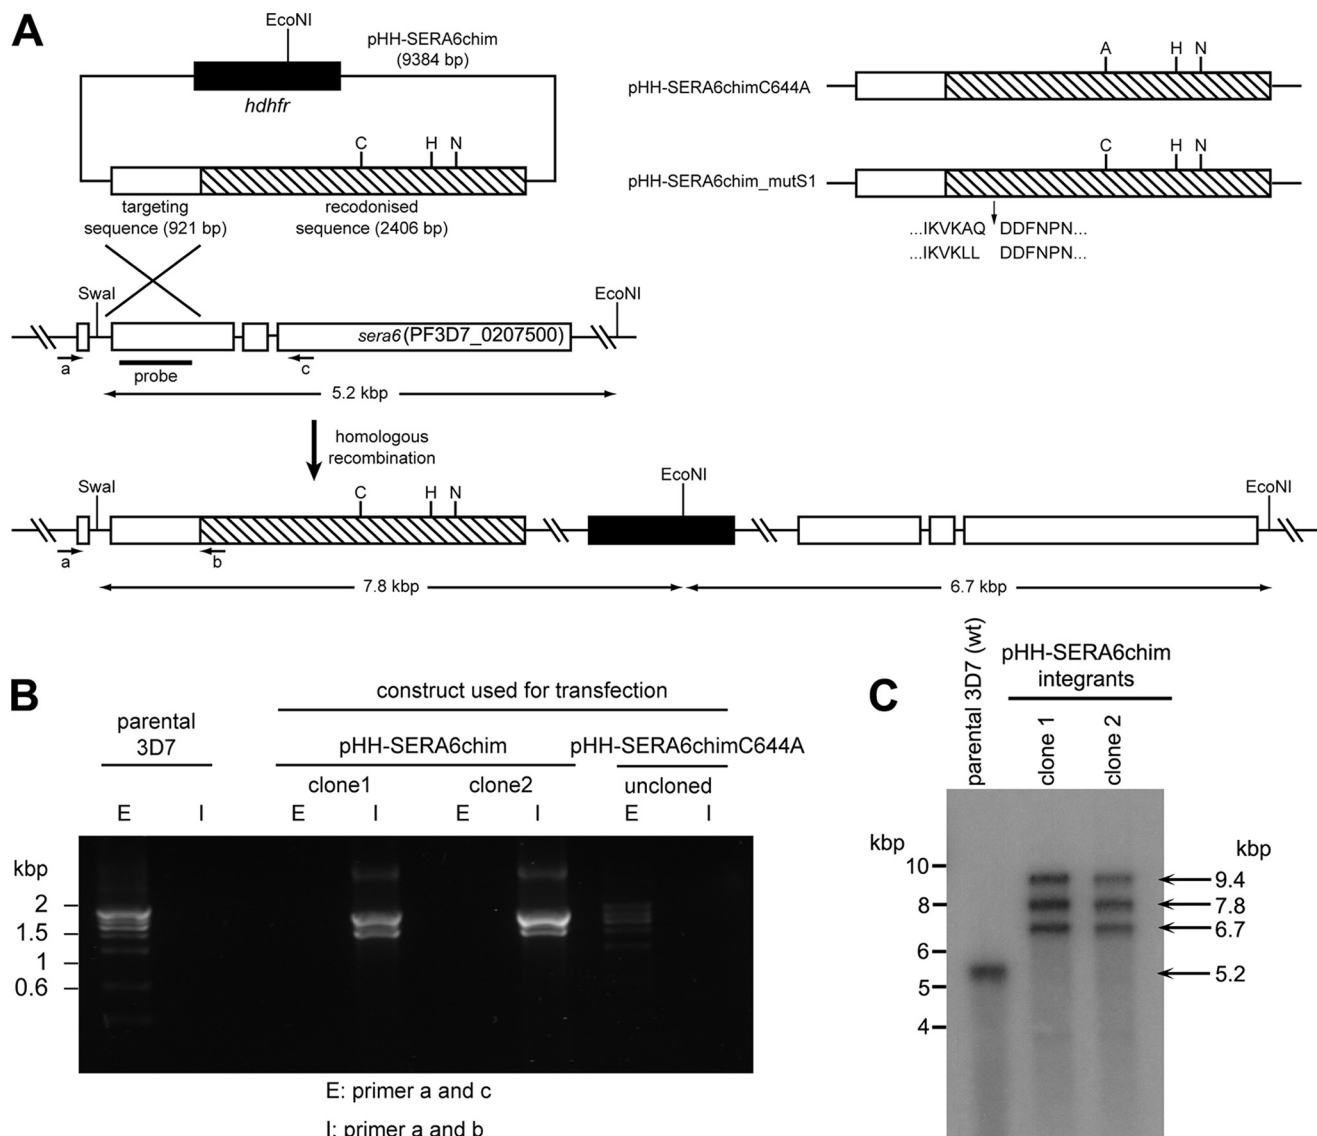 A
EcoNI
pHH-SERA6chim
(9384 bp)
hdhfr
C H N
targeting
sequence (921 bp)
recodonised
sequence (2406 bp)
pHH-SERA6chimC644A
A H N
pHH-SERA6chim_mutS1
C H N
...IKVKAQ DDFNPN...
...IKVKLL DDFNPN...
SwaI
EcoNI
sera6(PF3D7_0207500)
a
probe
c
5.2 kbp
homologous
recombination
SwaI
C H N
EcoNI
EcoNI
a
b
7.8 kbp
6.7 kbp
B
construct used for transfection
parental
3D7
pHH-SERA6chim
pHH-SERA6chimC644A
clone1
clone2
uncloned
E I E I E I E I
kbp
2
1.5
1
0.6
E: primer a and c
I: primer a and b
C
parental 3D7 (wt)
pHH-SERA6chim
integrants
clone 1
clone 2
kbp
10
8
6
5
4
kbp
9.4
7.8
6.7
5.2